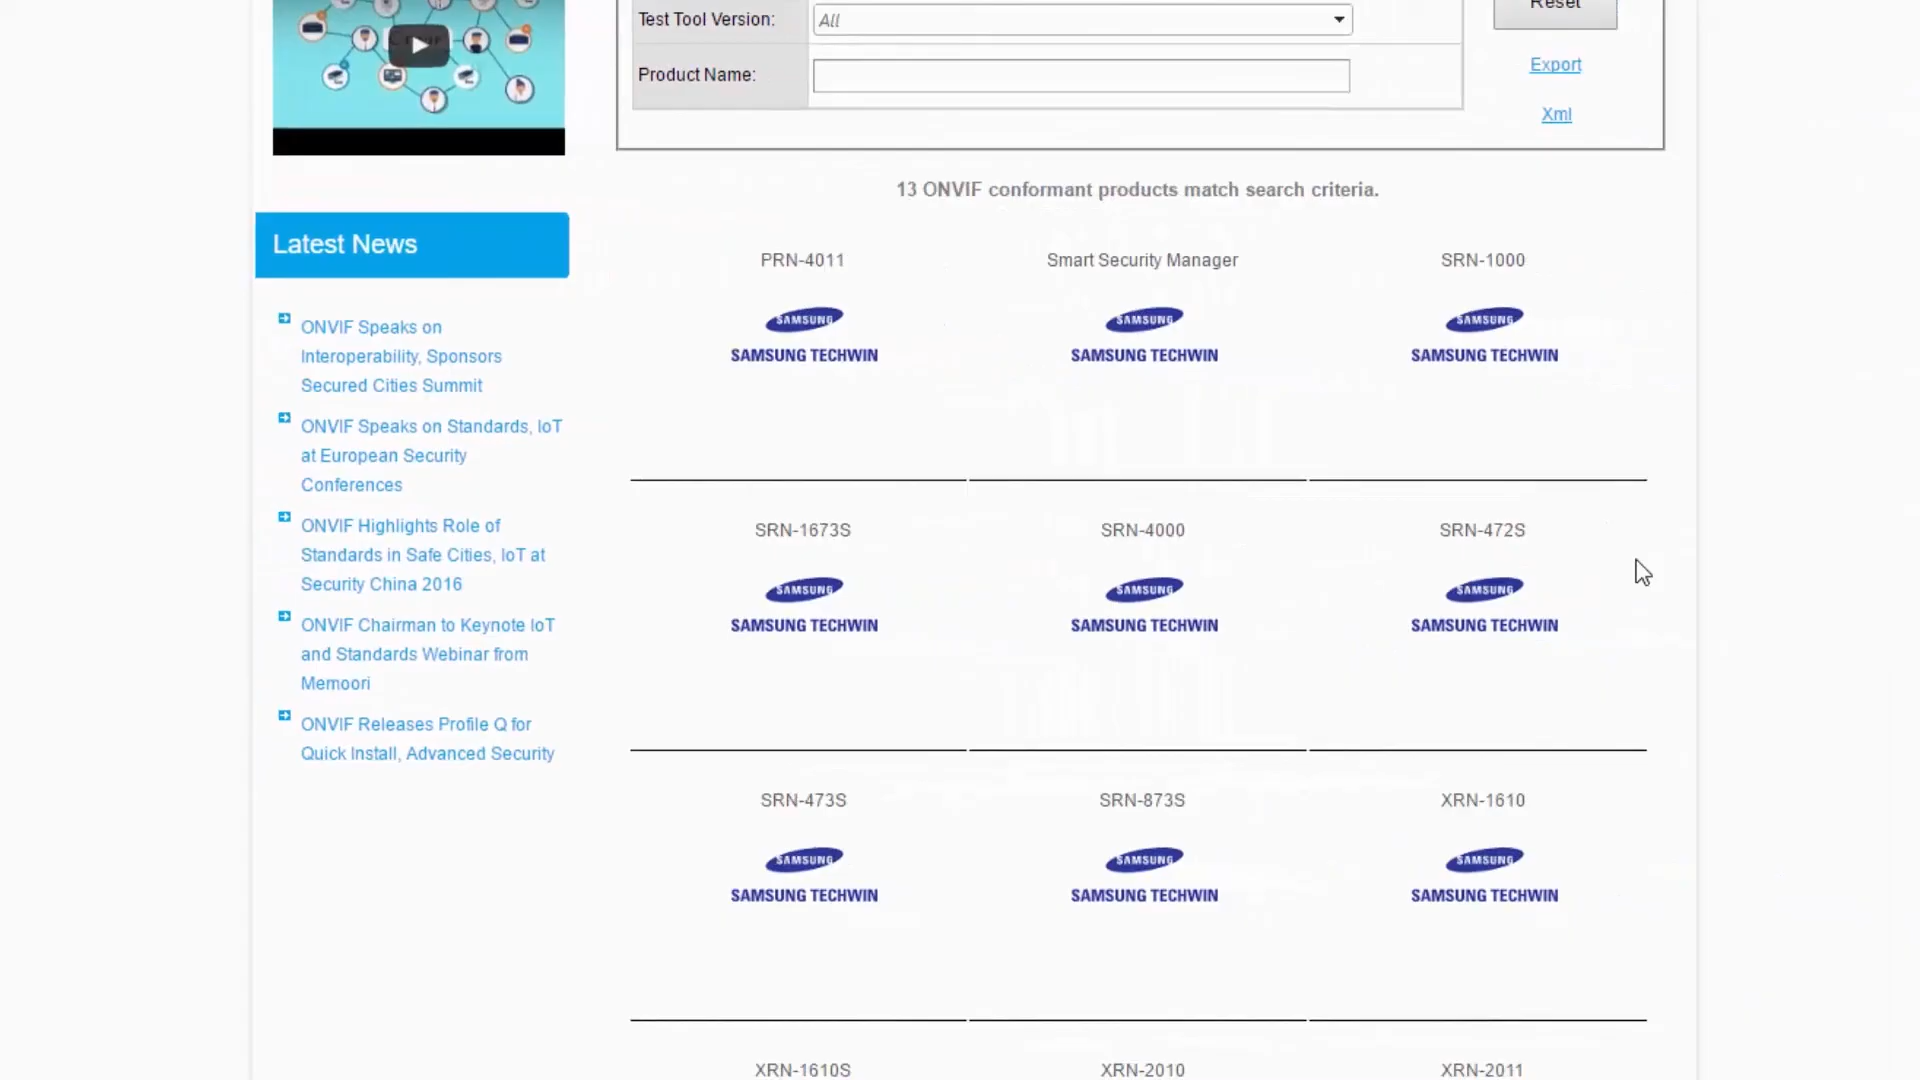 Test Tool Version:
All
Reset
Product Name:
Export
Xml
13 ONVIF conformant products match search criteria.
Latest News
ONVIF Speaks on
Interoperability, Sponsors
Secured Cities Summit
ONVIF Speaks on Standards, IoT
at European Security
Conferences
ONVIF Highlights Role of
Standards in Safe Cities, IoT at
Security China 2016
ONVIF Chairman to Keynote IoT
and Standards Webinar from
Memoori
ONVIF Releases Profile Q for
Quick Install, Advanced Security
PRN-4011
SAMSUNG
SAMSUNG TECHWIN
Smart Security Manager
SAMSUNG
SAMSUNG TECHWIN
SRN-1000
SAMSUNG
SAMSUNG TECHWIN
SRN-1673S
SAMSUNG
SAMSUNG TECHWIN
SRN-4000
SAMSUNG
SAMSUNG TECHWIN
SRN-472S
SAMSUNG
SAMSUNG TECHWIN
SRN-473S
SAMSUNG
SAMSUNG TECHWIN
SRN-873S
SAMSUNG
SAMSUNG TECHWIN
XRN-1610
SAMSUNG
SAMSUNG TECHWIN
XRN-1610S
XRN-2010
XRN-2011